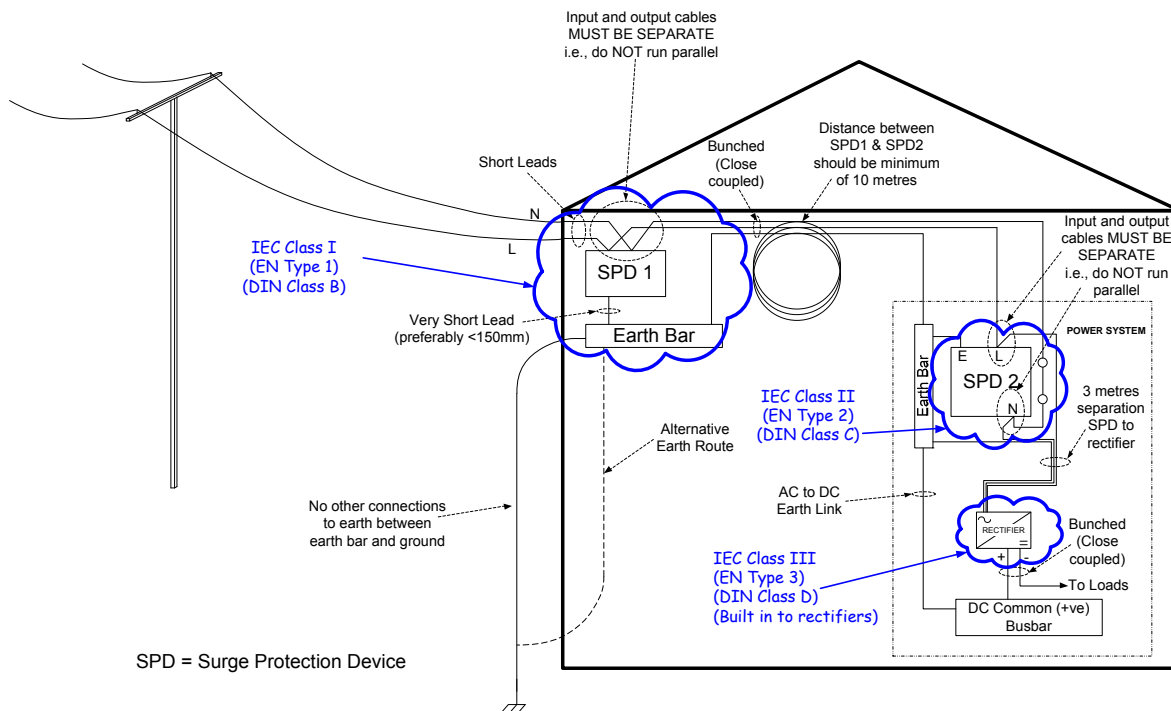 Input and output cables
MUST BE SEPARATE
i.e., do NOT run parallel
Short Leads
Bunched
(Close
coupled)
Distance between
SPD1 & SPD2
should be minimum
of 10 metres
N
L
IEC Class I
(EN Type 1)
(DIN Class B)
SPD 1
Very Short Lead
(preferably <150mm)
Earth Bar
Input and output
cables MUST BE
SEPARATE
i.e., do NOT run
parallel
POWER SYSTEM
Earth Bar
E
L
SPD 2
N
IEC Class II
(EN Type 2)
(DIN Class C)
3 metres
separation
SPD to
rectifier
Alternative
Earth Route
No other connections
to earth between
earth bar and ground
AC to DC
Earth Link
RECTIFIER
+
-
Bunched
(Close
coupled)
IEC Class III
(EN Type 3)
(DIN Class D)
(Built in to rectifiers)
To Loads
DC Common (+ve)
Busbar
SPD = Surge Protection Device